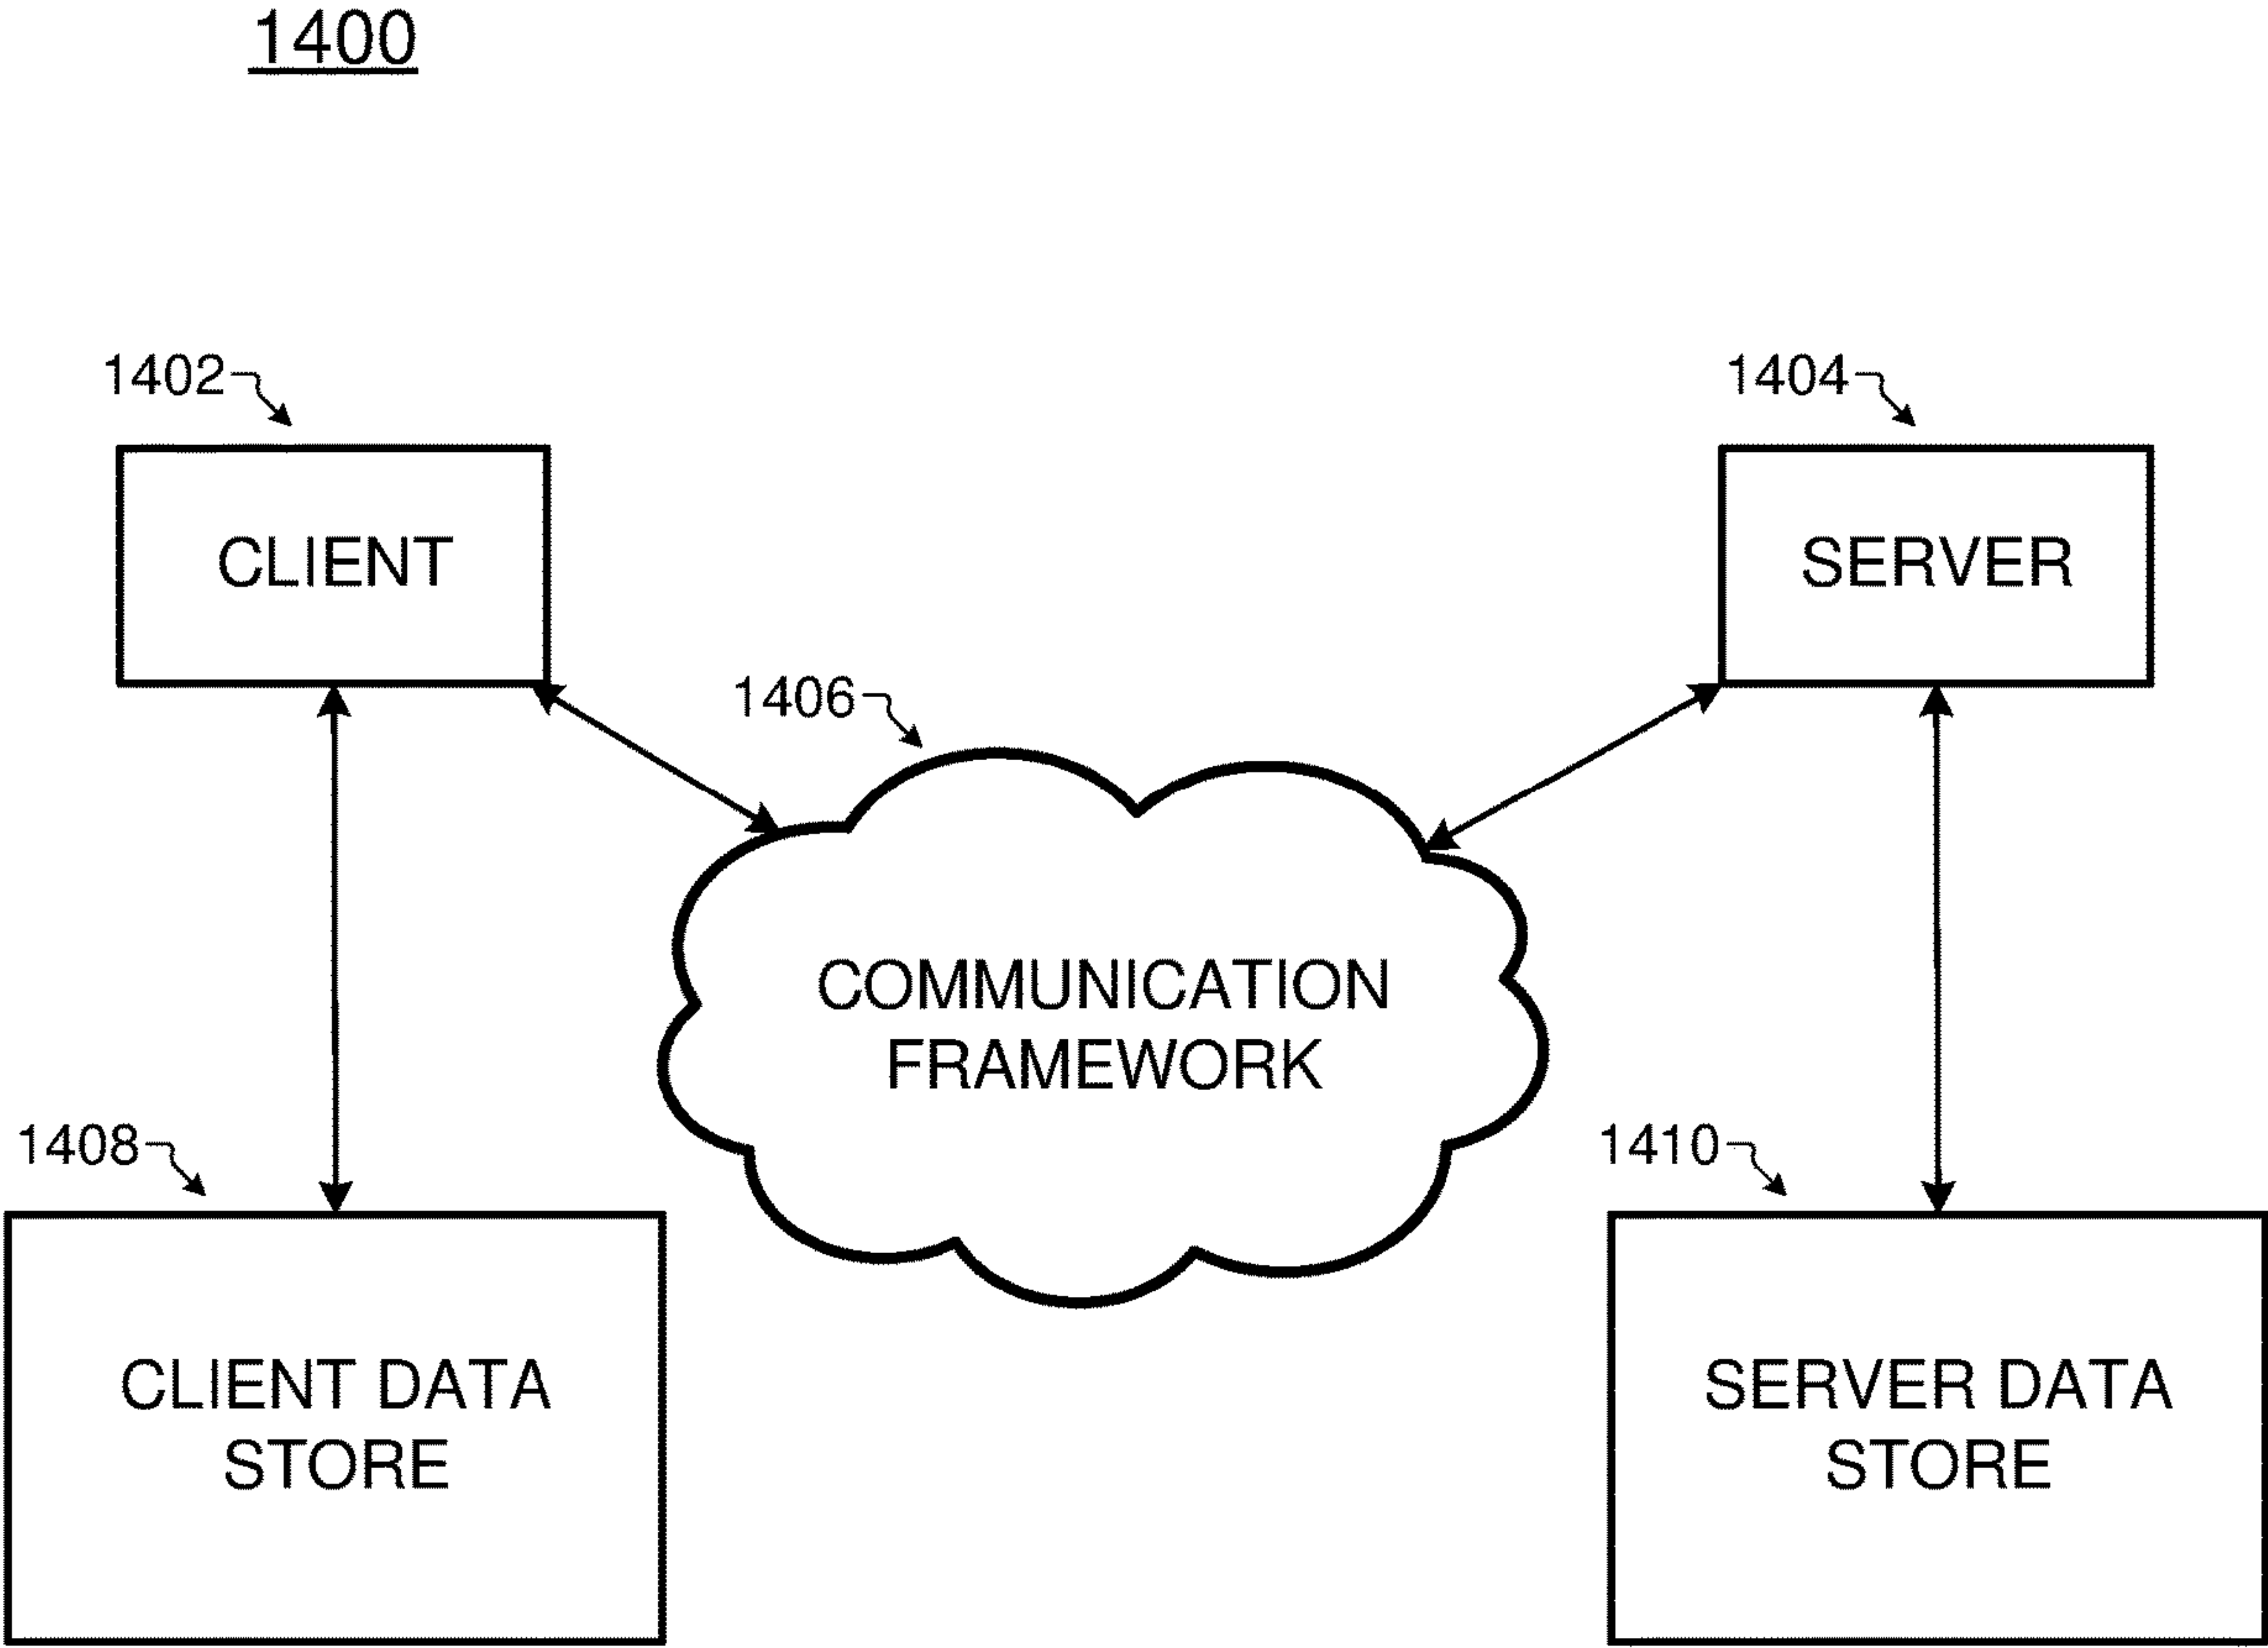 1400
1402
1404
CLIENT
SERVER
1406
COMMUNICATION
FRAMEWORK
1408
1410
CLIENT DATA
STORE
SERVER DATA
STORE